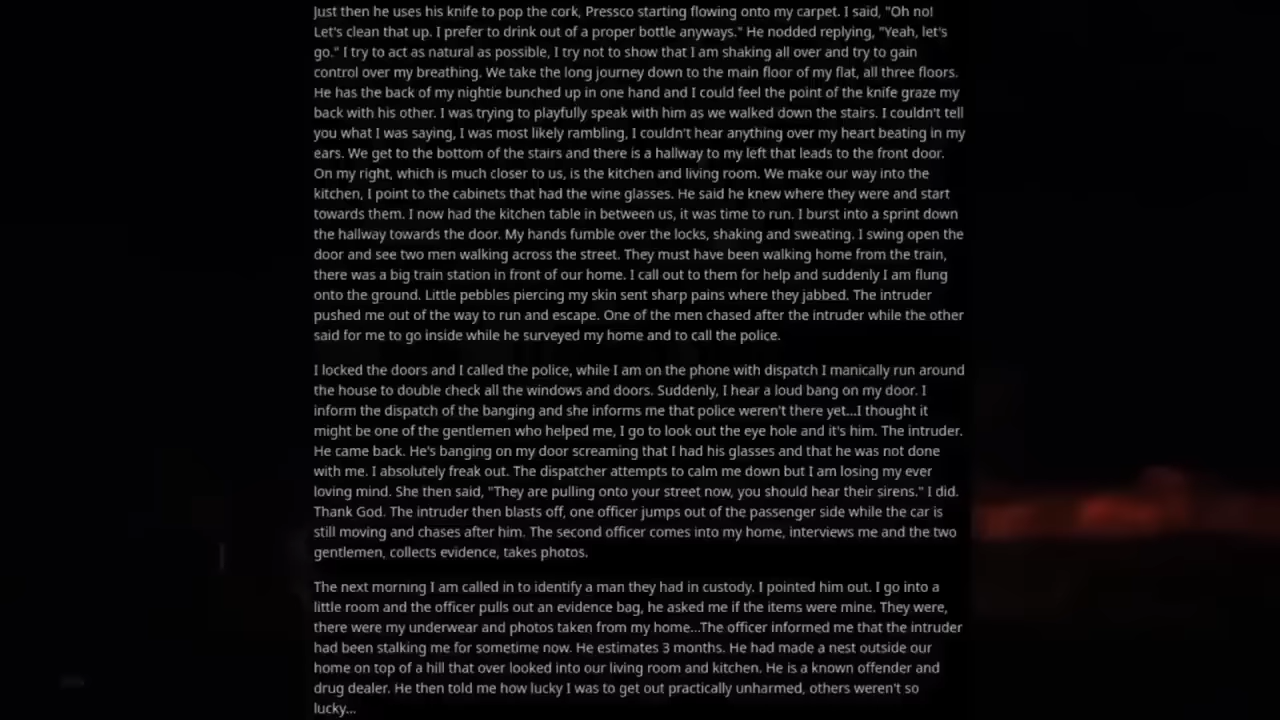 Just then he uses his knife to pop the cork, Pressco starting flowing onto my carpet. I said, "Oh no!
Let's clean that up. I prefer to drink out of a proper bottle anyways." He nodded replying, "Yeah, let's
go." I try to act as natural as possible, I try not to show that I am shaking all over and try to gain
control over my breathing. We take the long journey down to the main floor of my flat, all three floors.
He has the back of my nightie bunched up in one hand and I could feel the point of the knife graze my
back with his other. I was trying to playfully speak with him as we walked down the stairs. I couldn't tell
you what I was saying, I was most likely rambling, I couldn't hear anything over my heart beating in my
ears. We get to the bottom of the stairs and there is a hallway to my left that leads to the front door.
On my right, which is much closer to us, is the kitchen and living room. We make our way into the
kitchen, I point to the cabinets that had the wine glasses. He said he knew where they were and start
towards them. I now had the kitchen table in between us, it was time to run. I burst into a sprint down
the hallway towards the door. My hands fumble over the locks, shaking and sweating. I swing open the
door and see two men walking across the street. They must have been walking home from the train,
there was a big train station in front of our home. I call out to them for help and suddenly I am flung
onto the ground. Little pebbles piercing my skin sent sharp pains where they jabbed. The intruder
pushed me out of the way to run and escape. One of the men chased after the intruder while the other
said for me to go inside while he surveyed my home and to call the police.
I locked the doors and I called the police, while I am on the phone with dispatch I manically run around
the house to double check all the windows and doors. Suddenly, I hear a loud bang on my door. I
inform the dispatch of the banging and she informs me that police weren't there yet...I thought it
might be one of the gentlemen who helped me, I go to look out the eye hole and it's him. The intruder.
He came back. He's banging on my door screaming that I had his glasses and that he was not done
with me. I absolutely freak out. The dispatcher attempts to calm me down but I am losing my ever
loving mind. She then said, "They are pulling onto your street now, you should hear their sirens." I did.
Thank God. The intruder then blasts off, one officer jumps out of the passenger side while the car is
still moving and chases after him. The second officer comes into my home, interviews me and the two
gentlemen, collects evidence, takes photos.
The next morning I am called in to identify a man they had in custody. I pointed him out. I go into a
little room and the officer pulls out an evidence bag, he asked me if the items were mine. They were,
there were my underwear and photos taken from my home...The officer informed me that the intruder
had been stalking me for sometime now. He estimates 3 months. He had made a nest outside our
home on top of a hill that over looked into our living room and kitchen. He is a known offender and
drug dealer. He then told me how lucky I was to get out practically unharmed, others weren't so
lucky...